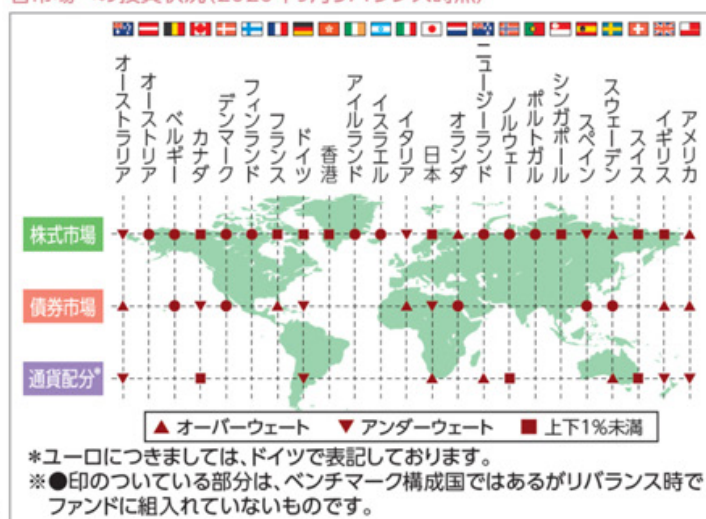 オーストラリア
オーストリア
ベルギー
カナダ
デンマーク
フィンランド
フランス
ドイツ
香港
アイルランド
イスラエル
イタリア
日本
オランダ
ニュージーランド
ノルウェー
ポルトガル
シンガポール
スペイン
スウェーデン
スイス
イギリス
アメリカ
株式市場
債券市場
通貨配分*
▲ オーバーウェート ▼ アンダーウェート ■ 上下1%未満
*ユーロにつきましては、ドイツで表記しております。
※●印のついている部分は、ベンチマーク構成国ではあるがリバランス時で
ファンドに組入れていないものです。